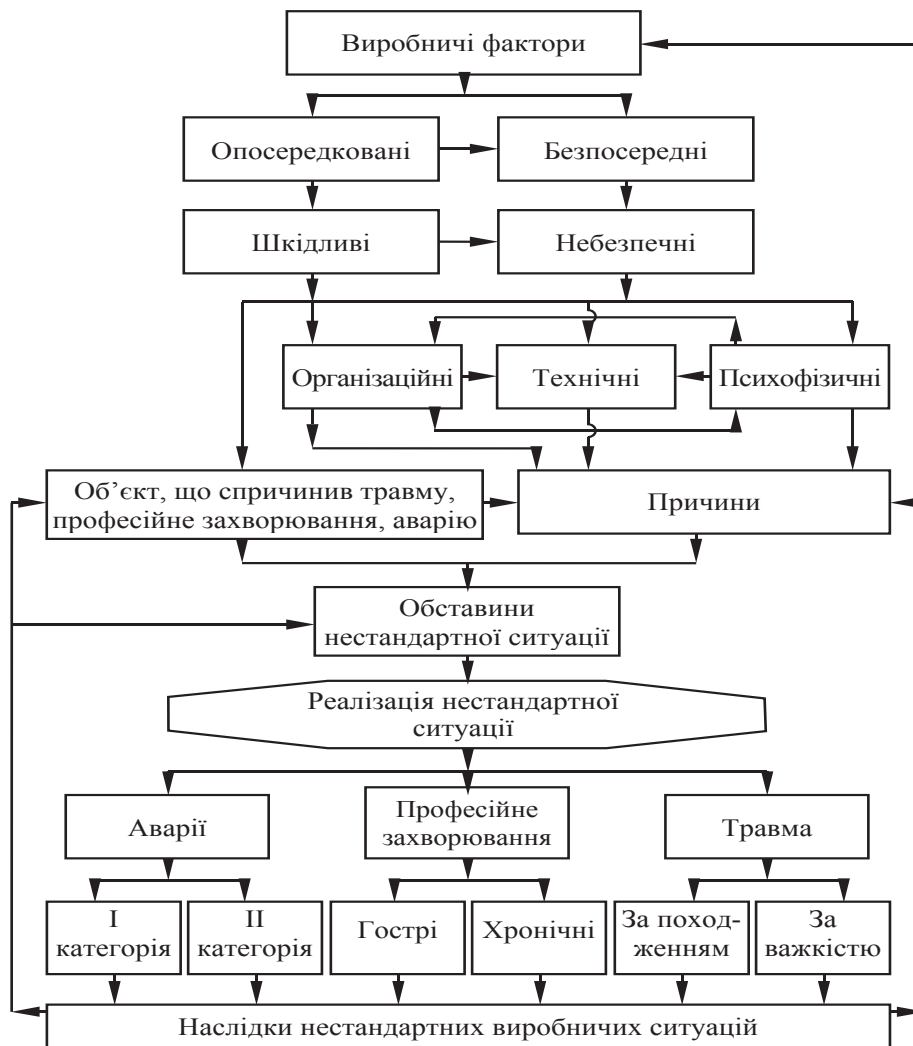 Виробничі фактори
Опосередковані
Безпосередні
Шкідливі
Небезпечні
Організаційні
Технічні
Психофізичні
Об’єкт, що спричинив травму,
професійне захворювання, аварію
Причини
Обставини
нестандартної ситуації
Реалізація нестандартної
ситуації
Аварії
Професійне
захворювання
Травма
I
категорія
II
категорія
Гострі
Хронічні
За поход-
женням
За
важкістю
Наслідки нестандартних виробничих ситуацій